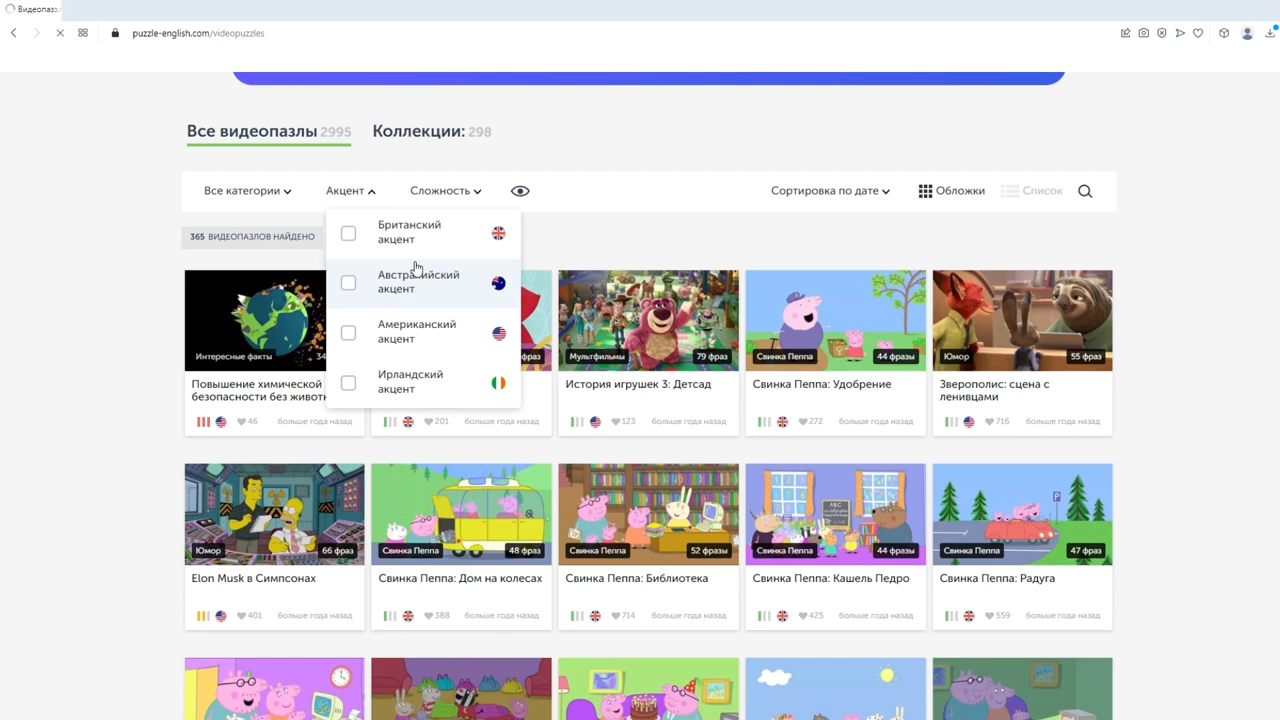 Видеопазлы
puzzle-english.com/videopuzzles
Все видеопазлы 2995 Коллекции: 298
Все категории Акцент Сложность Сортировка по дате Обложки Список
365 ВИДЕОПАЗЛОВ НАЙДЕНО
Британский
акцент
Австралийский
акцент
Американский
акцент
Ирландский
акцент
Интересные факты 34
фраз
Мультфильмы 79 фраз
Свинка Пеппа 44 фразы
Юмор 55 фраз
Повышение химической
безопасности без живот
История игрушек 3: Детсад
Свинка Пеппа: Удобрение
Зверополис: сцена с
ленивцами
46 больше года назад
201 больше года назад
123 больше года назад
272 больше года назад
716 больше года назад
Юмор 66 фраз
Свинка Пеппа 48 фраз
Свинка Пеппа 52 фразы
ABC
Свинка Пеппа 44 фразы
P
Свинка Пеппа 47 фраз
Elon Musk в Симпсонах
Свинка Пеппа: Дом на колесах
Свинка Пеппа: Библиотека
Свинка Пеппа: Кашель Педро
Свинка Пеппа: Радуга
401 больше года назад
388 больше года назад
714 больше года назад
425 больше года назад
559 больше года назад